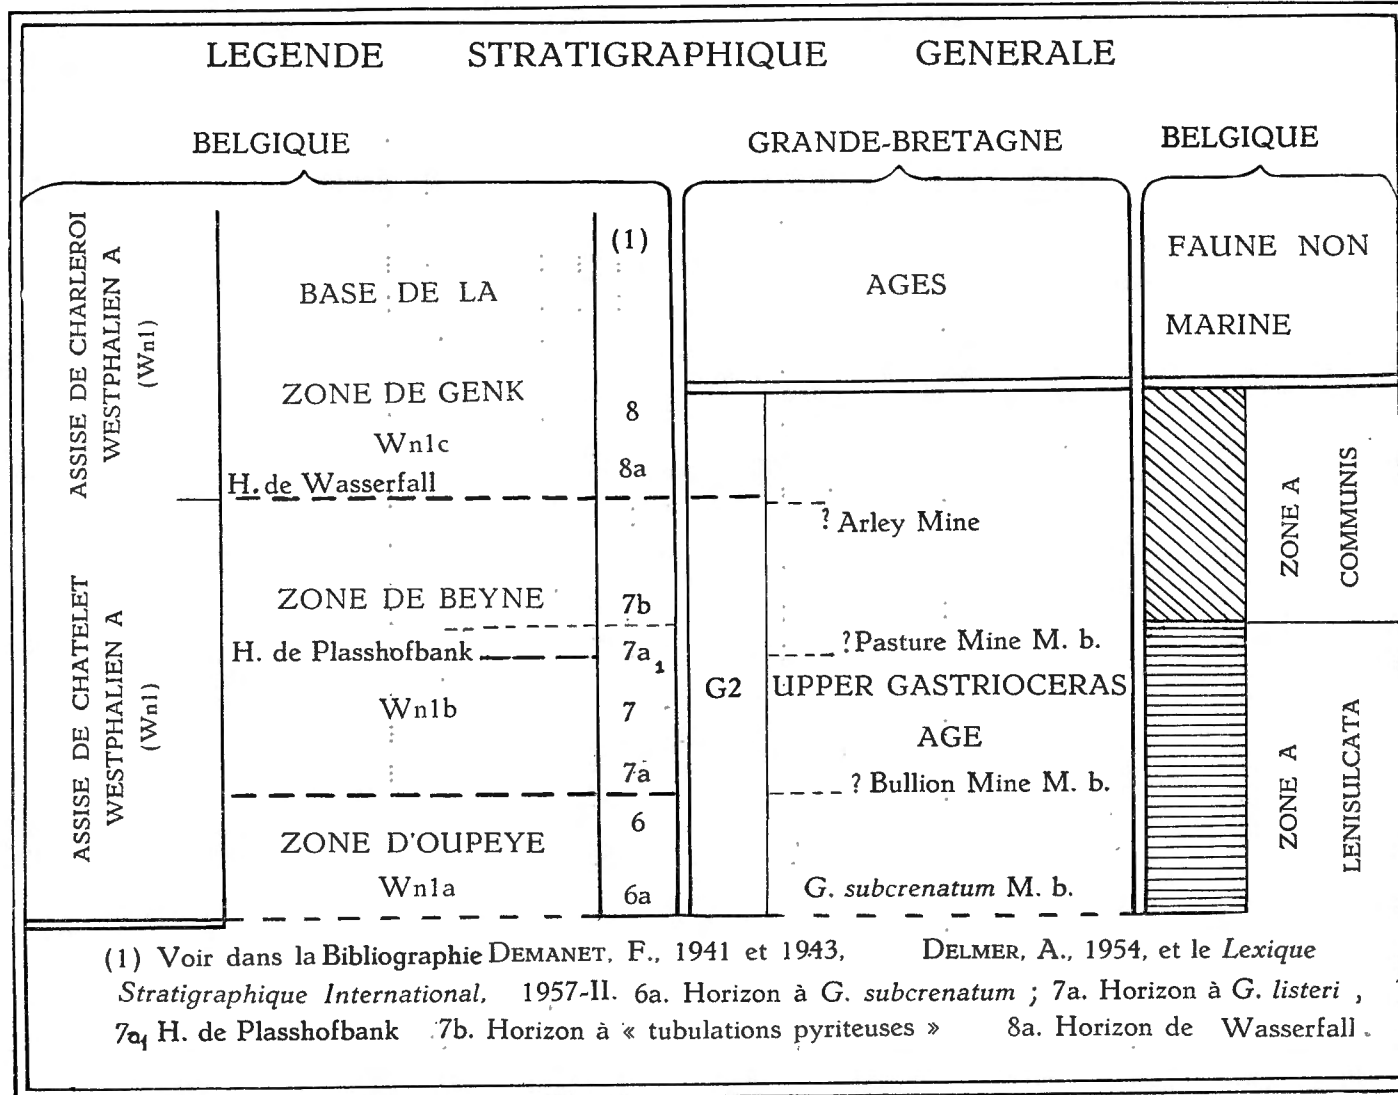 LEGENDE STRATIGRAPHIQUE GENERALE
BELGIQUE
GRANDE-BRETAGNE
BELGIQUE
ASSISE DE CHARLEROI
WESTPHALIEN A
(Wn1)
ASSISE DE CHATELET
WESTPHALIEN A
(Wn1)
BASE DE LA
ZONE DE GENK
Wn1c
H. de Wasserfall
ZONE DE BEYNE
H. de Plasshofbank
Wn1b
ZONE D'OUPEYE
Wn1a
(1)
8
8a
7b
7a₁
7
7a
6
6a
AGES
G2
? Arley Mine
? Pasture Mine M. b.
UPPER GASTRIOCERAS
AGE
? Bullion Mine M. b.
G. subcrenatum M. b.
FAUNE NON
MARINE
ZONE A
COMMUNIS
ZONE A
LENISULCATA
(1) Voir dans la Bibliographie DEMANET, F., 1941 et 1943, DELMER, A., 1954, et le Lexique
Stratigraphique International, 1957-II. 6a. Horizon à G. subcrenatum ; 7a. Horizon à G. listeri ,
7a₁ H. de Plasshofbank 7b. Horizon à « tubulations pyriteuses » 8a. Horizon de Wasserfall.